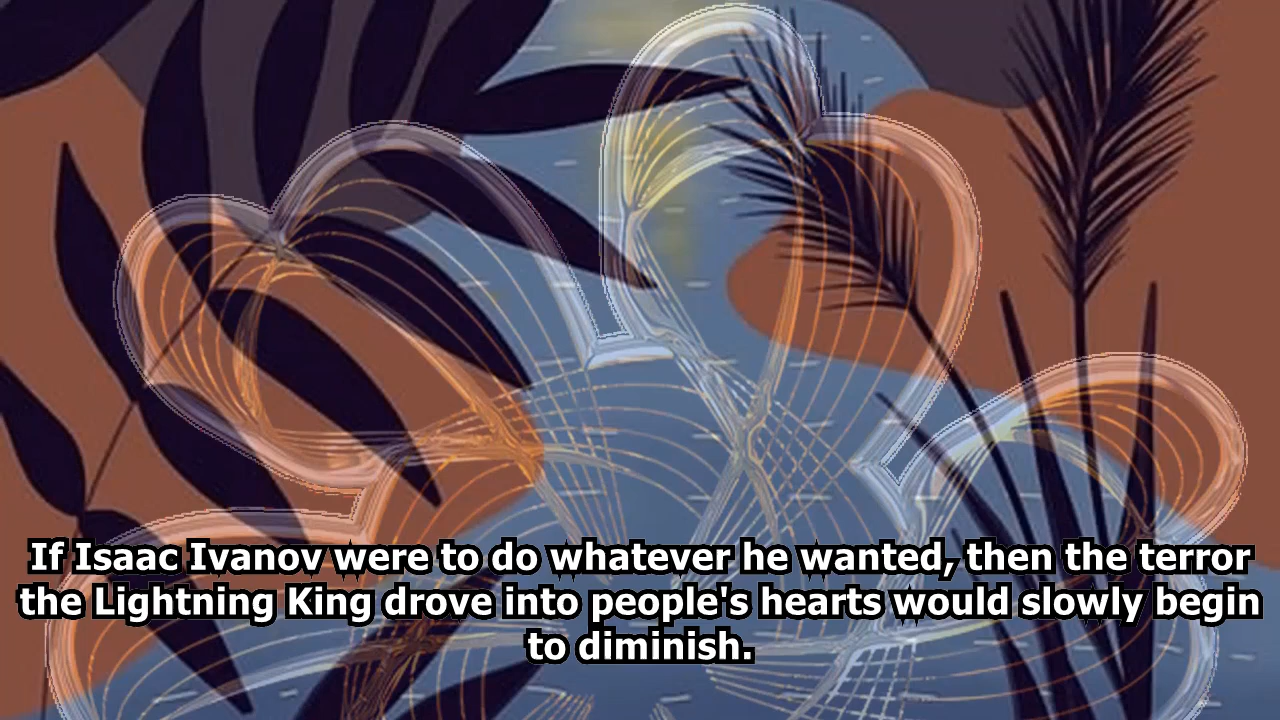 If Isaac Ivanov were to do whatever he wanted, then the terror
the Lightning King drove into people's hearts would slowly begin
to diminish.